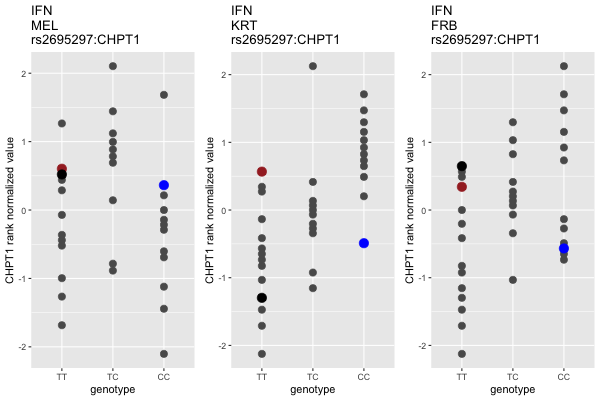 IFN
MEL
rs2695297:CHPT1
CHPT1 rank normalized value
2
1
0
-1
-2
TT
TC
CC
genotype
IFN
KRT
rs2695297:CHPT1
CHPT1 rank normalized value
2
1
0
-1
-2
TT
TC
CC
genotype
IFN
FRB
rs2695297:CHPT1
CHPT1 rank normalized value
2
1
0
-1
-2
TT
TC
CC
genotype